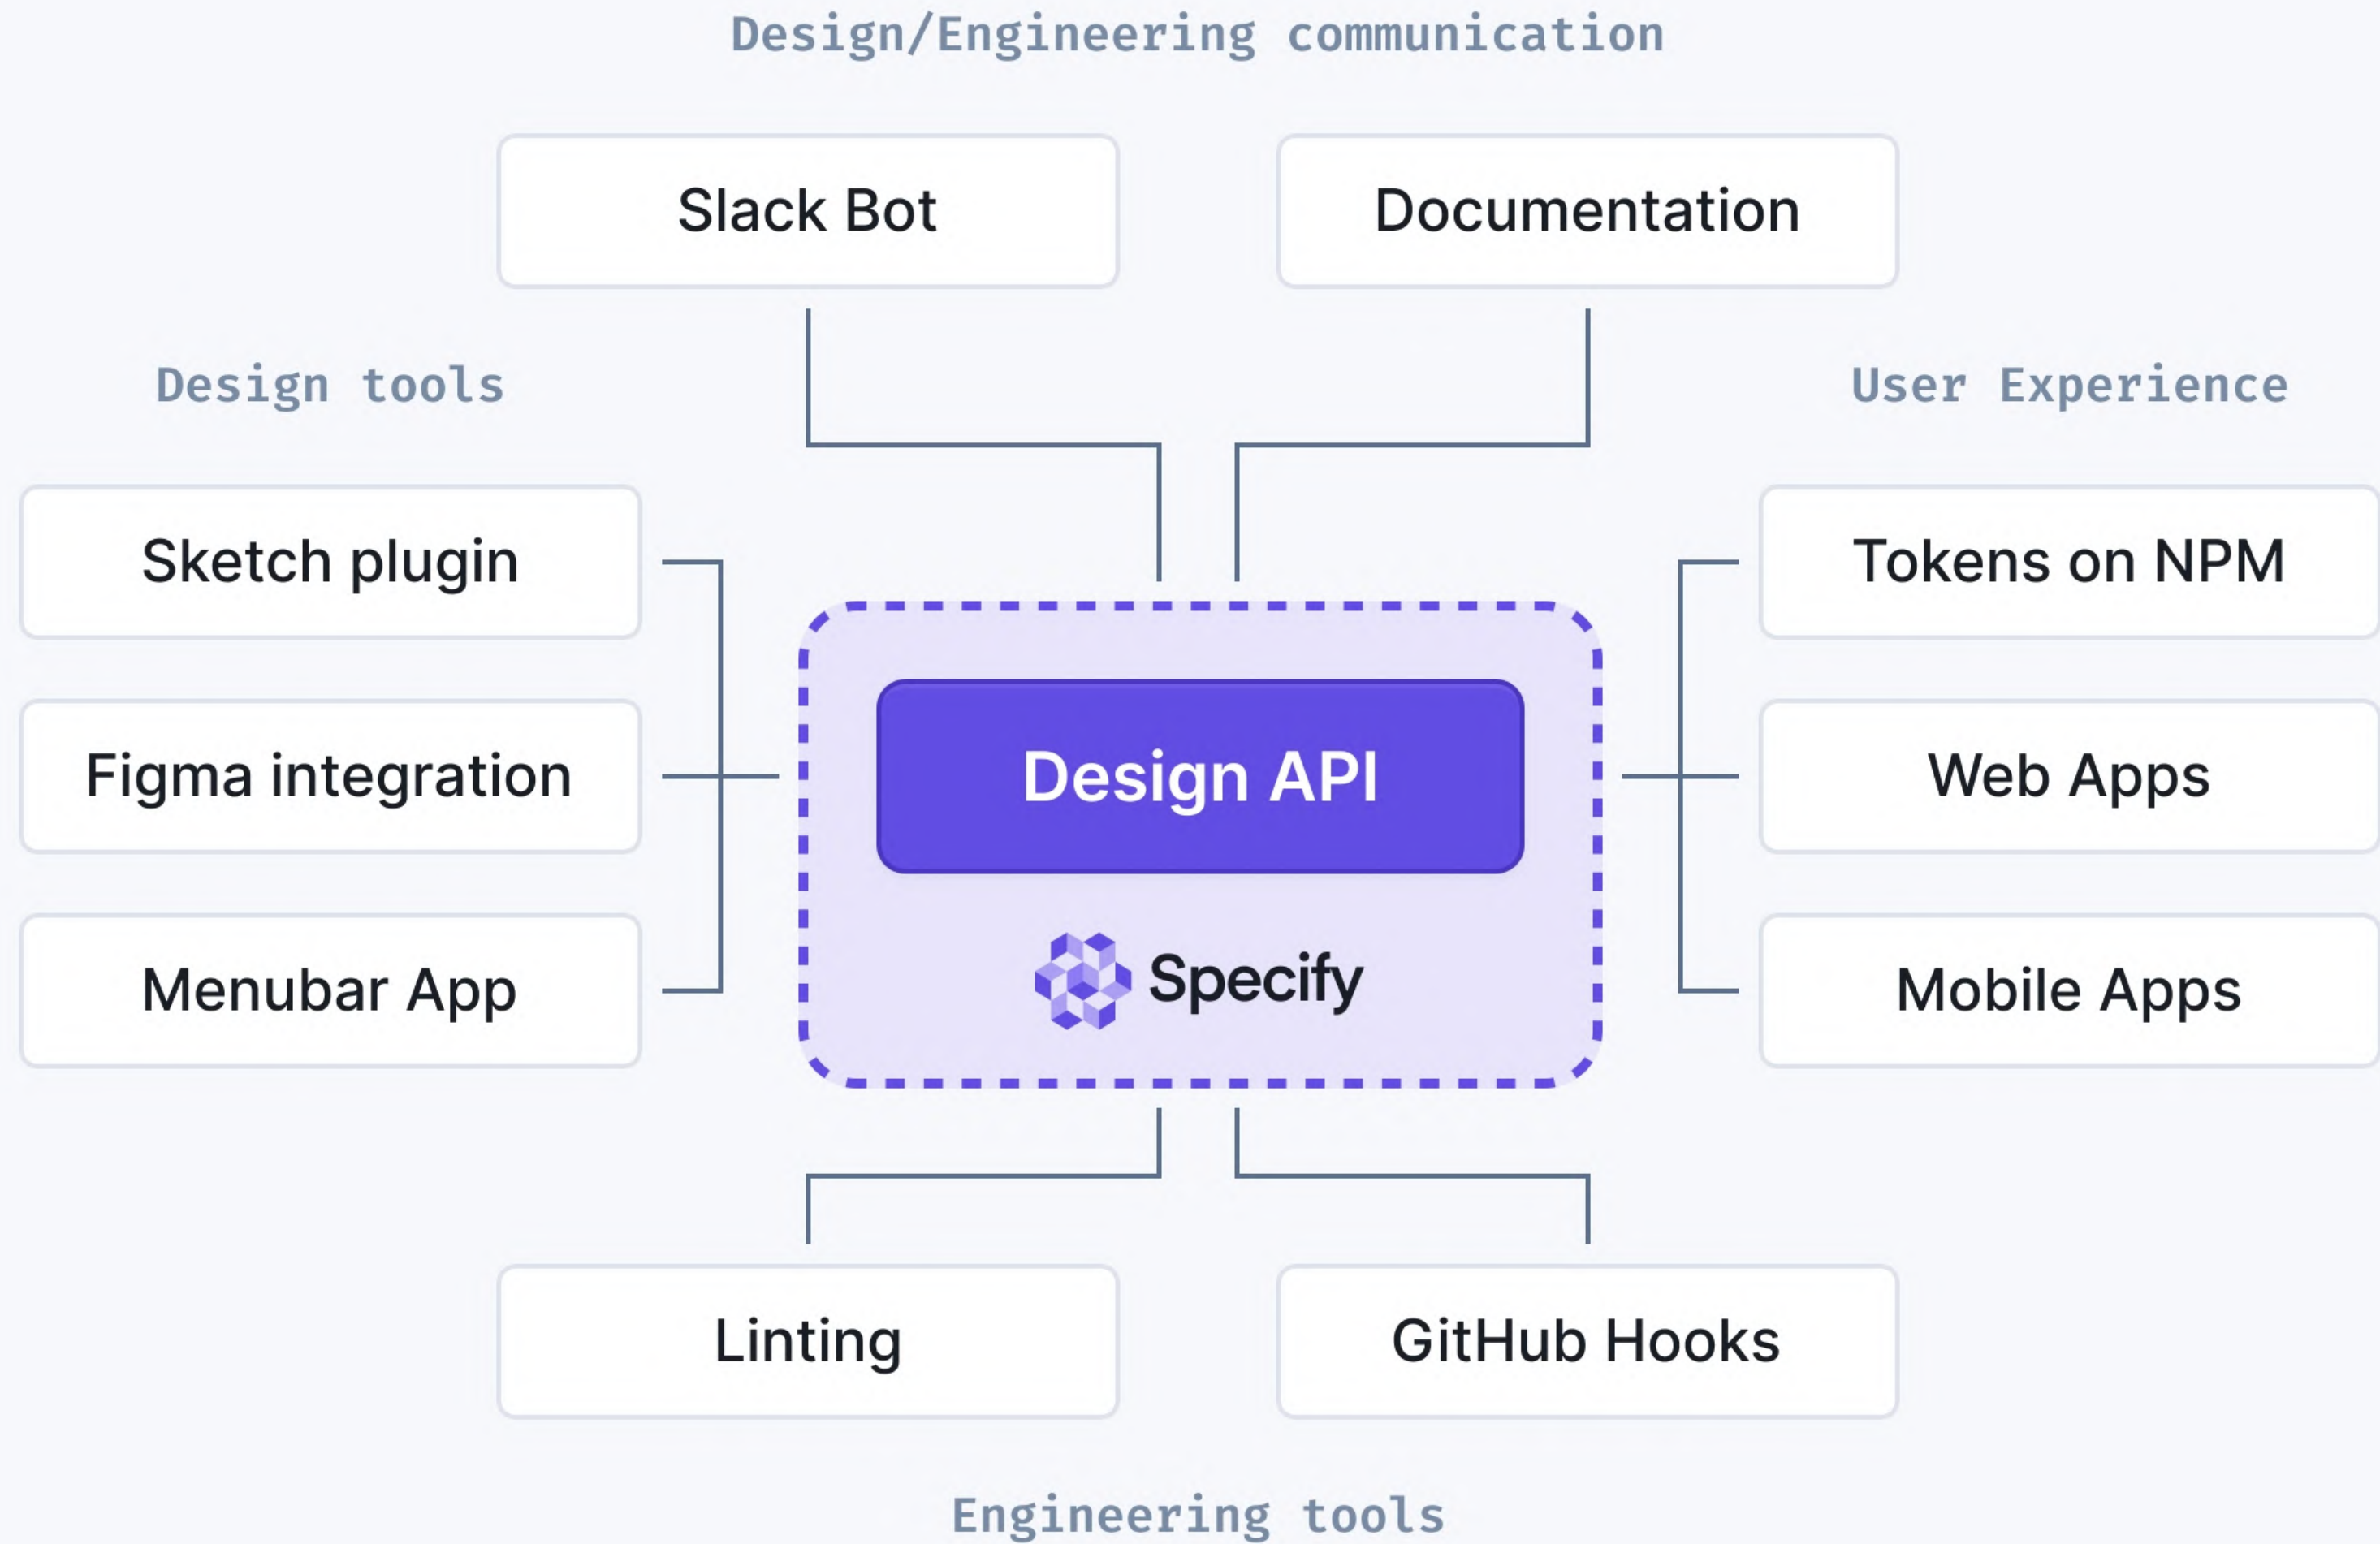 Design/Engineering communication
Slack Bot
Documentation
Design tools
User Experience
Sketch plugin
Tokens on NPM
Figma integration
Design API
Web Apps
Menubar App
Specify
Mobile Apps
Linting
GitHub Hooks
Engineering tools